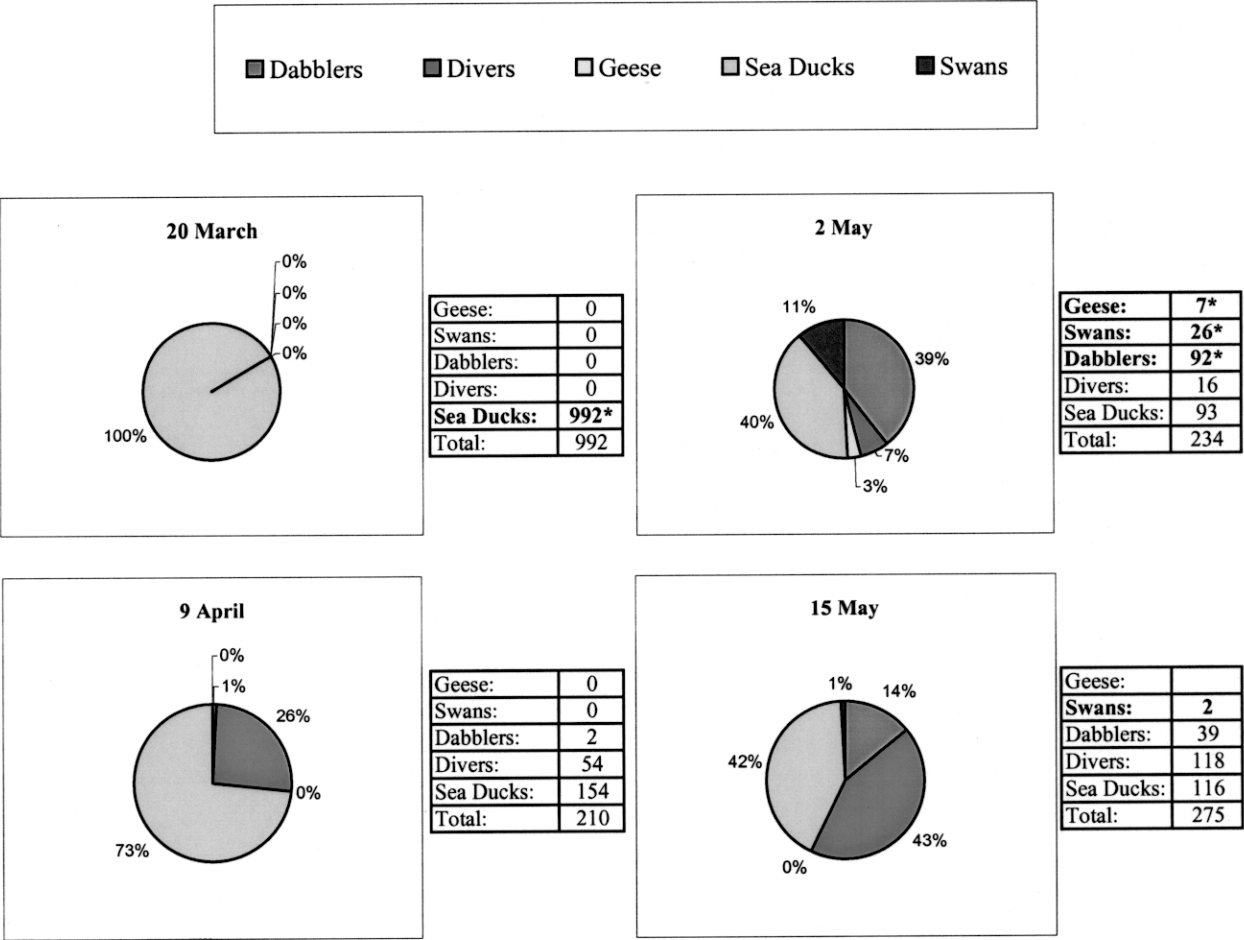 Dabblers Divers Geese Sea Ducks Swans
20 March
0%
0%
0%
0%
100%
Geese: 0
Swans: 0
Dabblers: 0
Divers: 0
Sea Ducks: 992*
Total: 992
2 May
11%
39%
40%
7%
3%
Geese: 7*
Swans: 26*
Dabblers: 92*
Divers: 16
Sea Ducks: 93
Total: 234
9 April
0%
1%
26%
0%
73%
Geese: 0
Swans: 0
Dabblers: 2
Divers: 54
Sea Ducks: 154
Total: 210
15 May
1%
14%
42%
43%
0%
Geese:
Swans: 2
Dabblers: 39
Divers: 118
Sea Ducks: 116
Total: 275